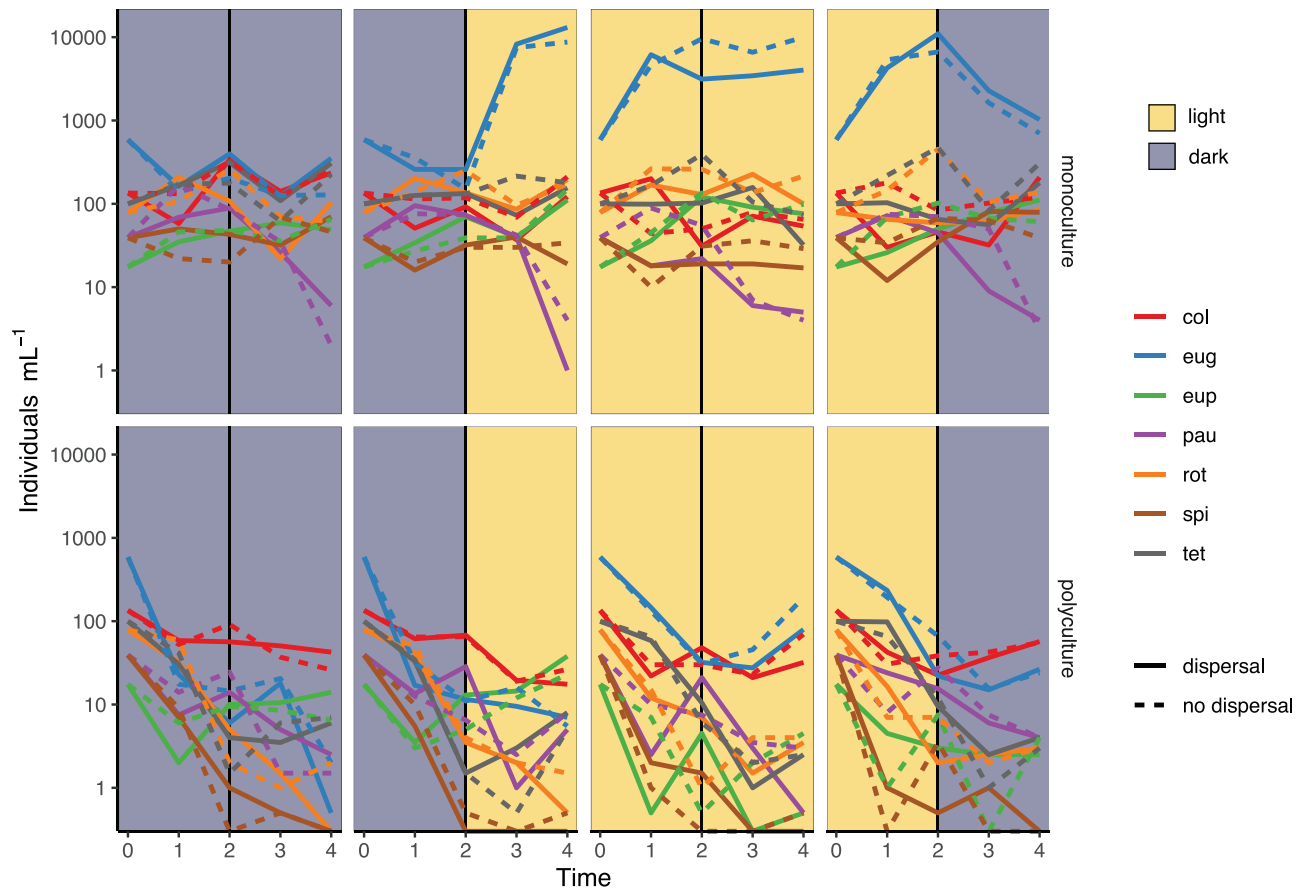 10000
1000
100
10
1
monoculture
10000
1000
100
10
1
polyculture
0 1 2 3 4
0 1 2 3 4
0 1 2 3 4
0 1 2 3 4
Time
Individuals mL⁻¹
light
dark
col
eug
eup
pau
rot
spi
tet
dispersal
no dispersal